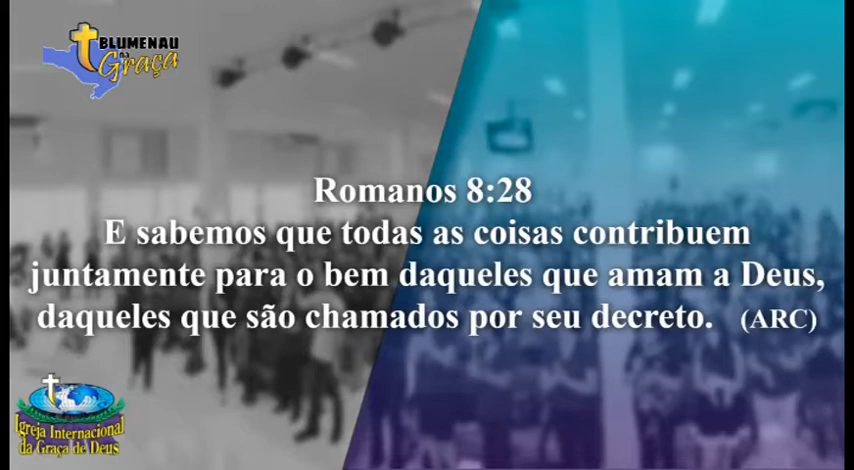 BLUMENAU
na
Graça
Romanos 8:28
E sabemos que todas as coisas contribuem
juntamente para o bem daqueles que amam a Deus,
daqueles que são chamados por seu decreto. (ARC)
Igreja Internacional
da Graça de Deus